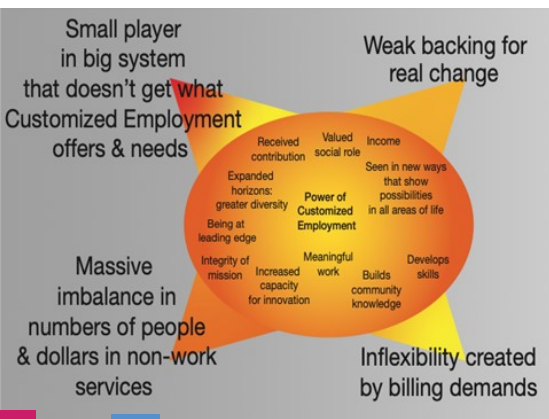 Small player
in big system
that doesn't get what
Customized Employment
offers & needs
Weak backing for
real change
Received
contribution
Valued
social role
Income
Expanded
horizons:
greater diversity
Seen in new ways
that show
possibilities
in all areas of life
Power of
Customized
Employment
Being at
leading edge
Integrity of
mission
Increased
capacity
for innovation
Meaningful
work
Builds
community
knowledge
Develops
skills
Massive
imbalance in
numbers of people
& dollars in non-work
services
Inflexibility created
by billing demands